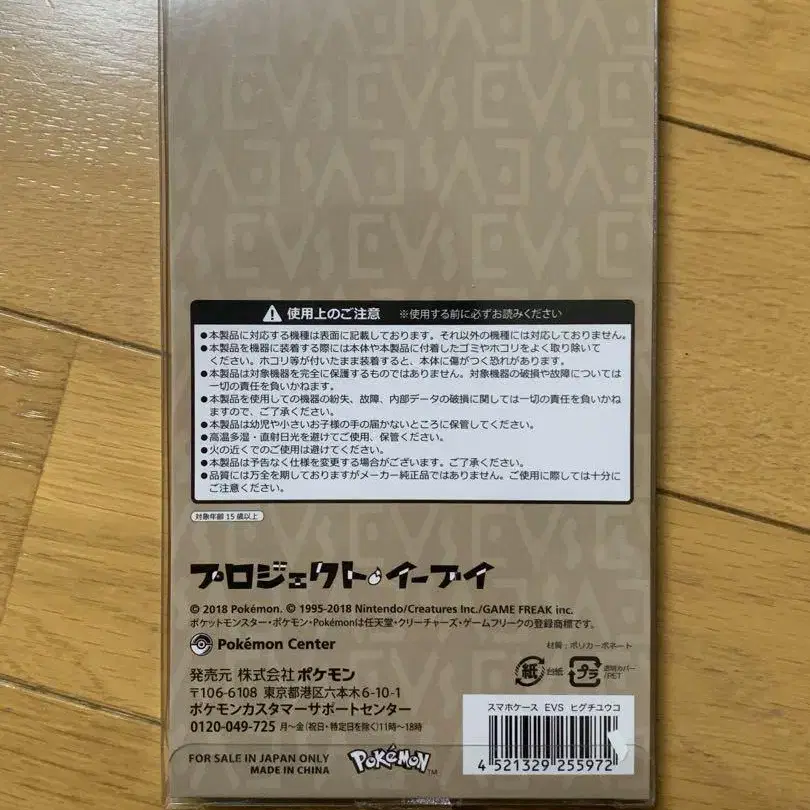 EVS EVS
EVS EVS
EVS EVS
EVS EVS
⚠ 使用上のご注意 ※使用する前に必ずお読みください
●本製品に対応する機種は表面に記載しております。それ以外の機種には対応しておりません。
●本製品を機器に装着する際には本体や本製品に付着したゴミやホコリをよく取り除いて
ください。ホコリ等が付いたまま装着すると、本体に傷がつく恐れがあります。
●本製品は対象機器を完全に保護するものではありません。対象機器の破損や故障については
一切の責任を負いかねます。
●本製品を使用しての機器の紛失、故障、内部データの破損に関しては一切の責任を負いかね
ますので、ご了承ください。
●本製品は幼児や小さいお子様の手の届かないところに保管してください。
●高温多湿・直射日光を避けてご使用、保管ください。
●火の近くでのご使用は避けてください。
●本製品は予告なく仕様を変更する場合がございます。ご了承ください。
●品質には万全を期しておりますがメーカー純正品ではありません。ご使用に際しては十分に
ご注意ください。
対象年齢15歳以上
プロジェクト・イーブイ
© 2018 Pokémon. © 1995-2018 Nintendo/Creatures Inc./GAME FREAK inc.
ポケットモンスター・ポケモン・Pokémonは任天堂・クリーチャーズ・ゲームフリークの登録商標です。
Pokémon Center
材質：ポリカーボネート
紙 台紙 プラ 透明カバー
/PET
発売元 株式会社ポケモン
〒106-6108 東京都港区六本木6-10-1
ポケモンカスタマーサポートセンター
0120-049-725 月〜金(祝日・特定日を除く)11時〜18時
スマホケース EVS ヒグチユウコ
4 521329 255972
FOR SALE IN JAPAN ONLY
MADE IN CHINA
POKéMON™